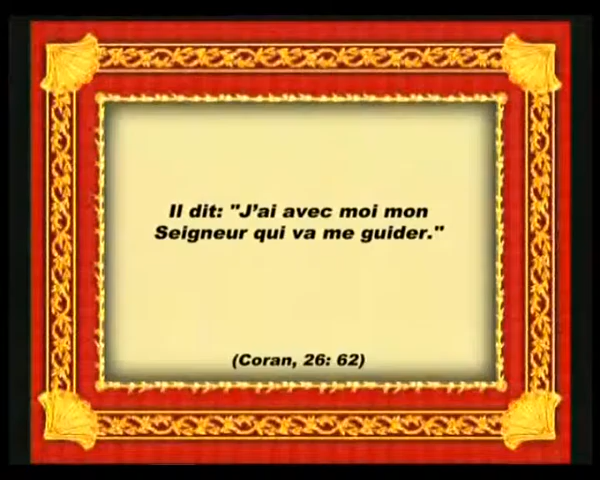 Il dit: "J'ai avec moi mon
Seigneur qui va me guider."
(Coran, 26: 62)